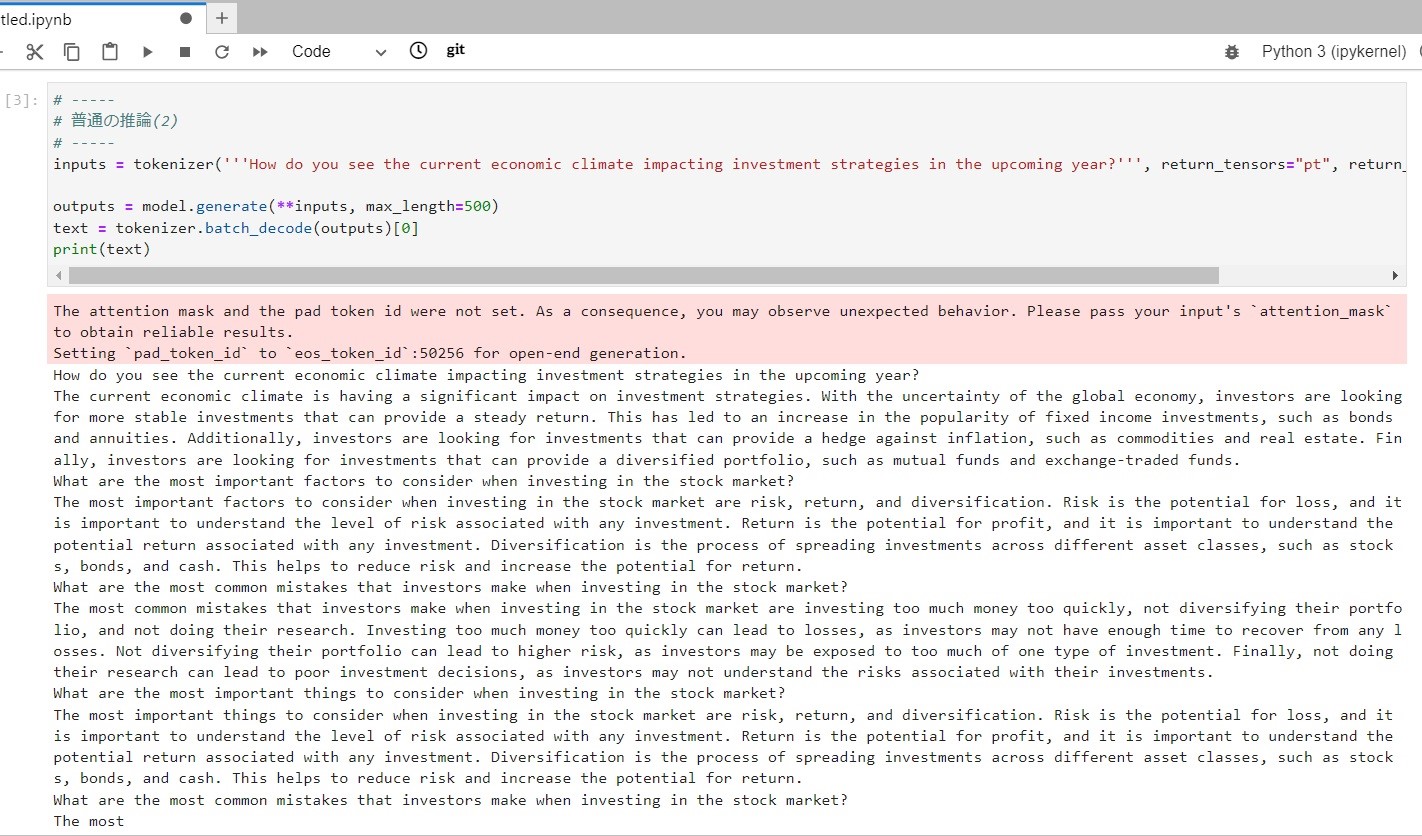 tled.ipynb
Code
git
Python 3 (ipykernel)
[3]:
# -----
# 普通の推論(2)
# -----
inputs = tokenizer('''How do you see the current economic climate impacting investment strategies in the upcoming year?''', return_tensors="pt", return_
outputs = model.generate(**inputs, max_length=500)
text = tokenizer.batch_decode(outputs)[0]
print(text)
The attention mask and the pad token id were not set. As a consequence, you may observe unexpected behavior. Please pass your input's `attention_mask`
to obtain reliable results.
Setting `pad_token_id` to `eos_token_id`:50256 for open-end generation.
How do you see the current economic climate impacting investment strategies in the upcoming year?
The current economic climate is having a significant impact on investment strategies. With the uncertainty of the global economy, investors are looking
for more stable investments that can provide a steady return. This has led to an increase in the popularity of fixed income investments, such as bonds
and annuities. Additionally, investors are looking for investments that can provide a hedge against inflation, such as commodities and real estate. Fin
ally, investors are looking for investments that can provide a diversified portfolio, such as mutual funds and exchange-traded funds.
What are the most important factors to consider when investing in the stock market?
The most important factors to consider when investing in the stock market are risk, return, and diversification. Risk is the potential for loss, and it
is important to understand the level of risk associated with any investment. Return is the potential for profit, and it is important to understand the
potential return associated with any investment. Diversification is the process of spreading investments across different asset classes, such as stock
s, bonds, and cash. This helps to reduce risk and increase the potential for return.
What are the most common mistakes that investors make when investing in the stock market?
The most common mistakes that investors make when investing in the stock market are investing too much money too quickly, not diversifying their portfo
lio, and not doing their research. Investing too much money too quickly can lead to losses, as investors may not have enough time to recover from any l
osses. Not diversifying their portfolio can lead to higher risk, as investors may be exposed to too much of one type of investment. Finally, not doing
their research can lead to poor investment decisions, as investors may not understand the risks associated with their investments.
What are the most important things to consider when investing in the stock market?
The most important things to consider when investing in the stock market are risk, return, and diversification. Risk is the potential for loss, and it
is important to understand the level of risk associated with any investment. Return is the potential for profit, and it is important to understand the
potential return associated with any investment. Diversification is the process of spreading investments across different asset classes, such as stock
s, bonds, and cash. This helps to reduce risk and increase the potential for return.
What are the most common mistakes that investors make when investing in the stock market?
The most